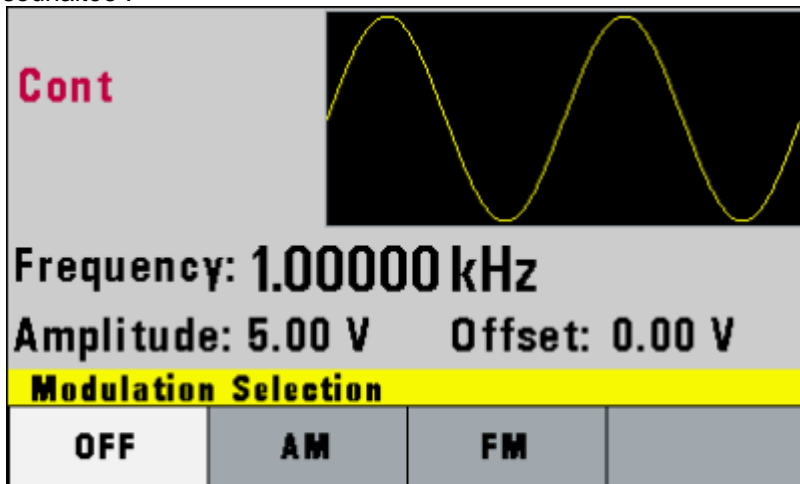 Cont
Frequency: 1.00000 kHz
Amplitude: 5.00 V Offset: 0.00 V
Modulation Selection
OFF AM FM